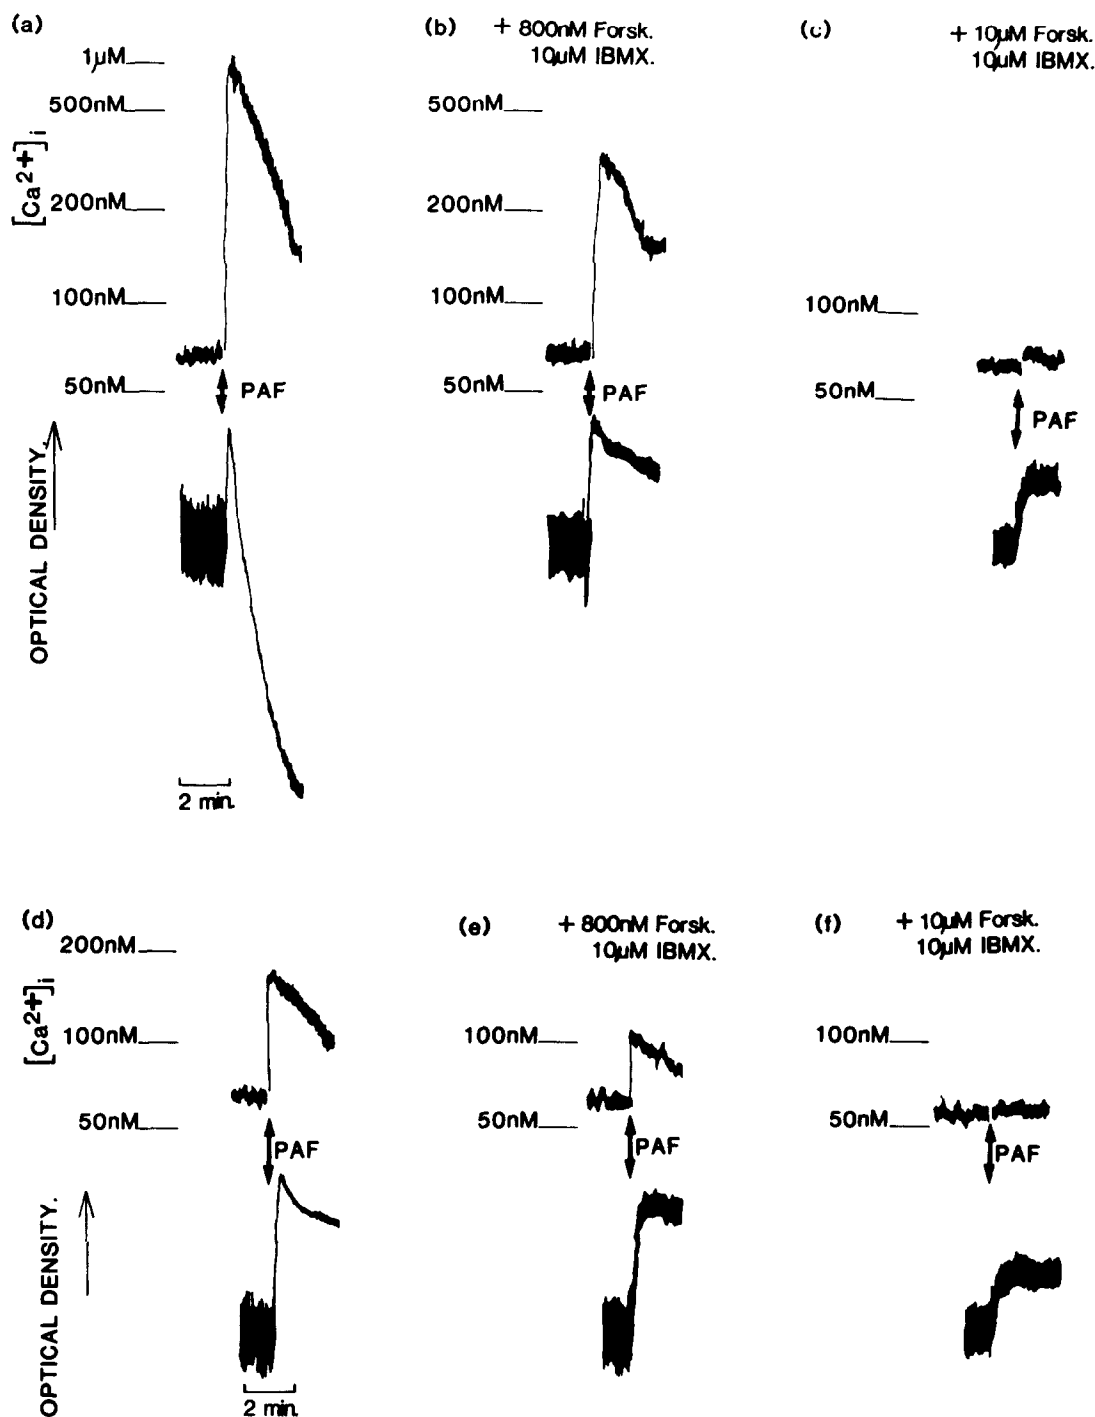 (a)
1μM
500nM
[Ca²⁺]i
200nM
100nM
50nM
PAF
OPTICAL DENSITY.
2 min.
(b) + 800nM Forsk.
10μM IBMX.
500nM
200nM
100nM
50nM
PAF
(c) + 10μM Forsk.
10μM IBMX.
100nM
50nM
PAF
(d)
200nM
[Ca²⁺]i
100nM
50nM
PAF
OPTICAL DENSITY.
2 min.
(e) + 800nM Forsk.
10μM IBMX.
100nM
50nM
PAF
(f) + 10μM Forsk.
10μM IBMX.
100nM
50nM
PAF